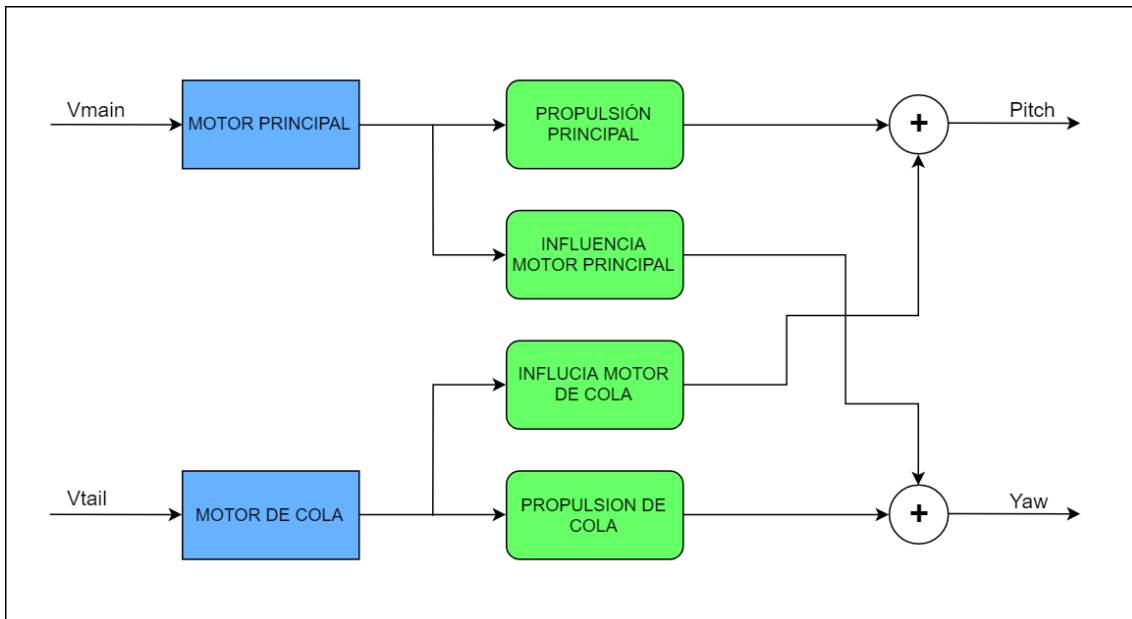 Vmain
MOTOR PRINCIPAL
PROPULSIÓN
PRINCIPAL
+
Pitch
INFLUENCIA
MOTOR PRINCIPAL
INFLUCIA MOTOR
DE COLA
Vtail
MOTOR DE COLA
PROPULSION DE
COLA
+
Yaw